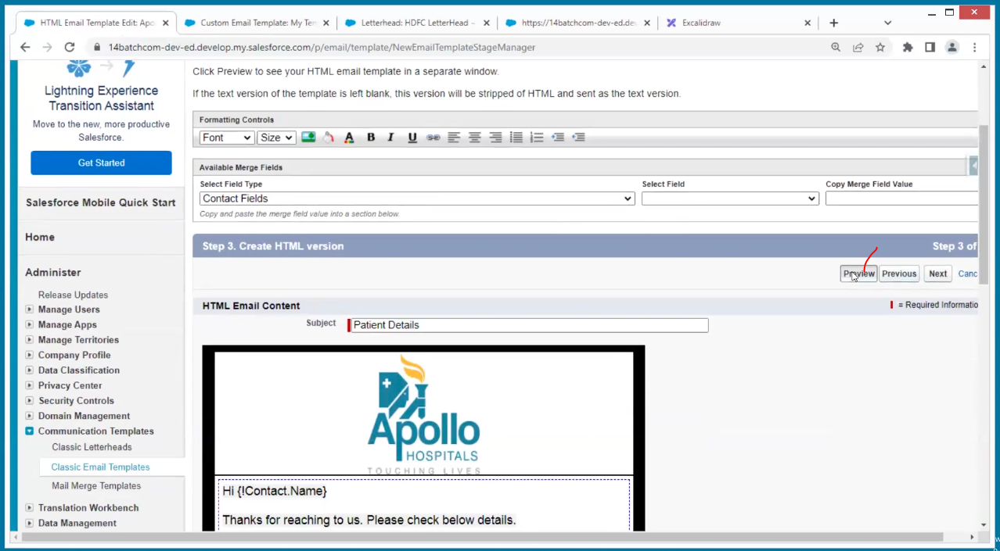 HTML Email Template Edit: Apo
Custom Email Template: My Ten
Letterhead: HDFC LetterHead ~
https://14batchcom-dev-ed.de
Excalidraw
14batchcom-dev-ed.develop.my.salesforce.com/p/email/template/NewEmailTemplateStageManager
Lightning Experience
Transition Assistant
Move to the new, more productive
Salesforce.
Get Started
Salesforce Mobile Quick Start
Home
Administer
Release Updates
Manage Users
Manage Apps
Manage Territories
Company Profile
Data Classification
Privacy Center
Security Controls
Domain Management
Communication Templates
Classic Letterheads
Classic Email Templates
Mail Merge Templates
Translation Workbench
Data Management
Click Preview to see your HTML email template in a separate window.
If the text version of the template is left blank, this version will be stripped of HTML and sent as the text version.
Formatting Controls
Font Size B I U
Available Merge Fields
Select Field Type Select Field Copy Merge Field Value
Contact Fields
Copy and paste the merge field value into a section below.
Step 3. Create HTML version Step 3 of
Preview Previous Next Canc
HTML Email Content = Required Informatio
Subject Patient Details
Apollo
HOSPITALS
TOUCHING LIVES
Hi {!Contact.Name}
Thanks for reaching to us. Please check below details.